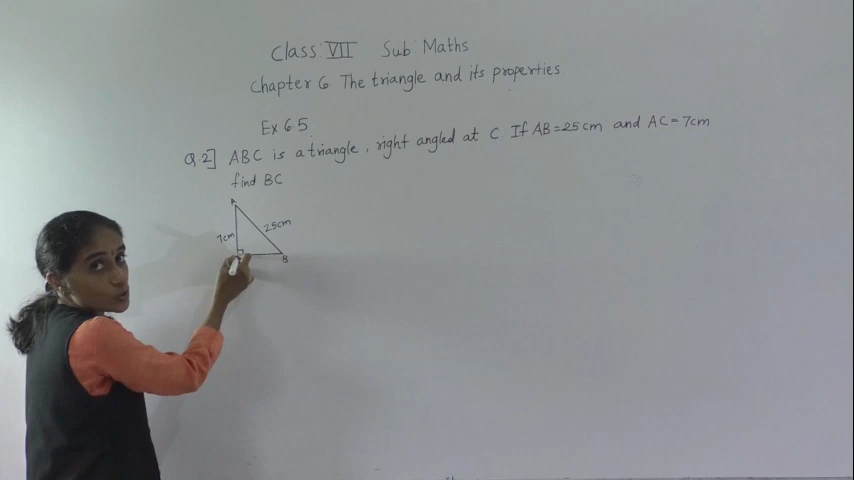 Class: VII Sub: Maths
Chapter 6 The triangle and its properties
Ex 6.5
Q.2] ABC is a triangle, right angled at C. If AB=25cm and AC=7cm
find BC
A
7cm 25cm
B